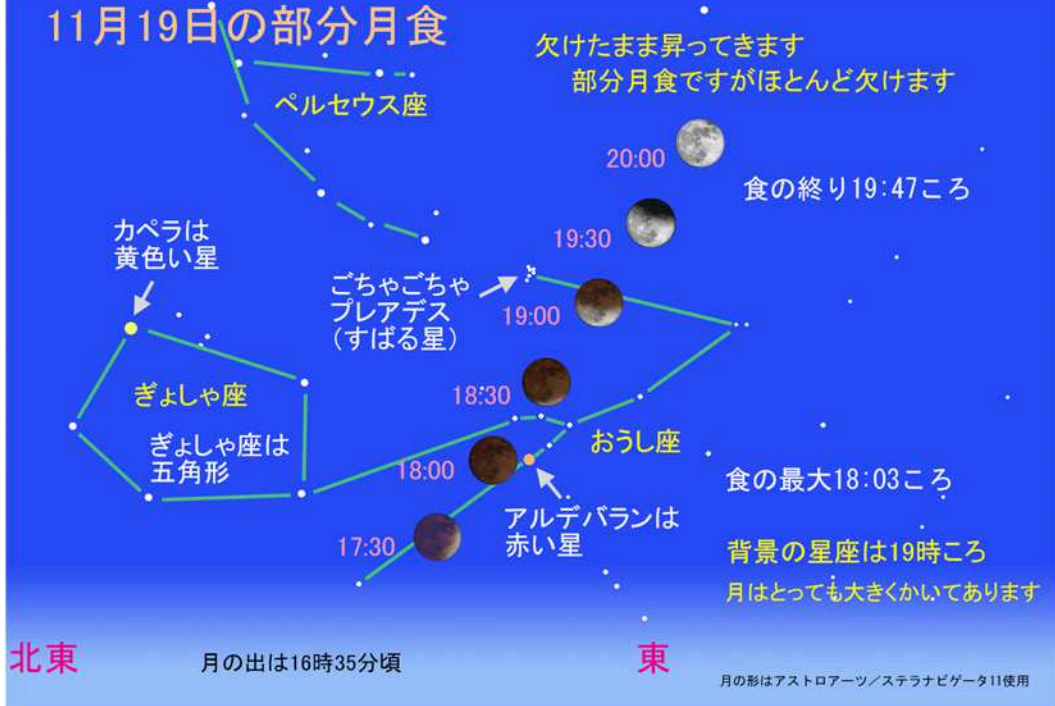 11月19日の部分月食
欠けたまま昇ってきます
部分月食ですがほとんど欠けます
ペルセウス座
20:00
食の終り19:47ころ
カペラは
黄色い星
19:30
ごちゃごちゃ
プレアデス
(すばる星)
19:00
ぎょしゃ座
18:30
ぎょしゃ座は
五角形
おうし座
18:00
食の最大18:03ころ
アルデバランは
赤い星
17:30
背景の星座は19時ころ
月はとっても大きくかいてあります
北東
月の出は16時35分頃
東
月の形はアストロアーツ/ステラナビゲータ11使用